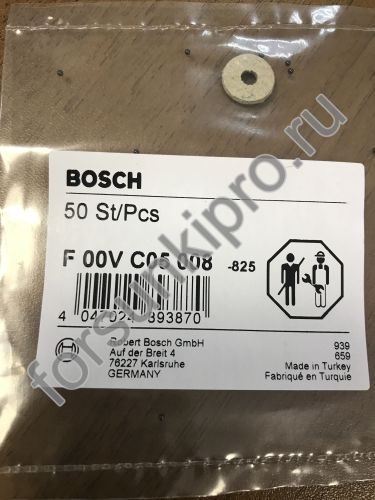 BOSCH
50 St/Pcs
F 00V C05 008 -825
Robert Bosch GmbH
Auf der Breit 4
76227 Karlsruhe
GERMANY
939
659
Made in Turkey
Fabriqué en Turquie
forsunkipro.ru